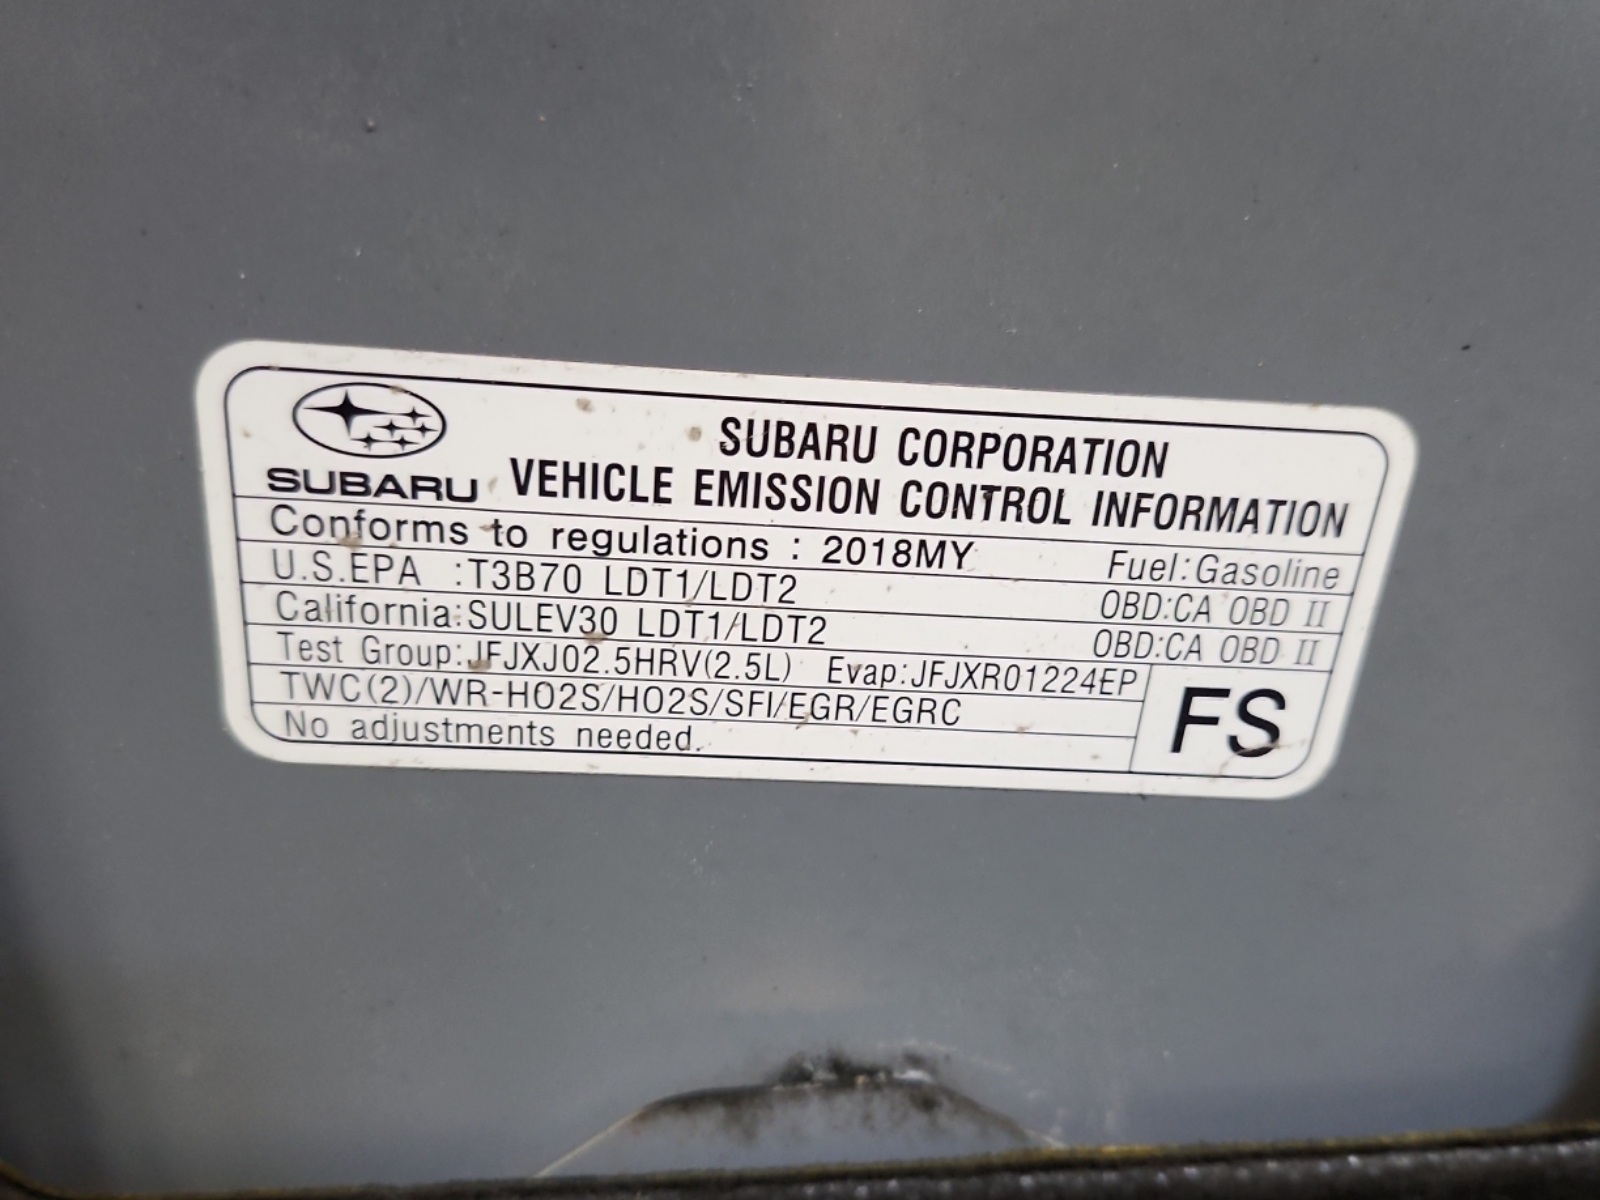 SUBARU CORPORATION
SUBARU VEHICLE EMISSION CONTROL INFORMATION
Conforms to regulations : 2018MY Fuel:Gasoline
U.S.EPA :T3B70 LDT1/LDT2 OBD:CA OBD II
California:SULEV30 LDT1/LDT2 OBD:CA OBD II
Test Group:JFJXJ02.5HRV(2.5L) Evap:JFJXR01224EP
TWC(2)/WR-HO2S/HO2S/SFI/EGR/EGRC
No adjustments needed.
FS